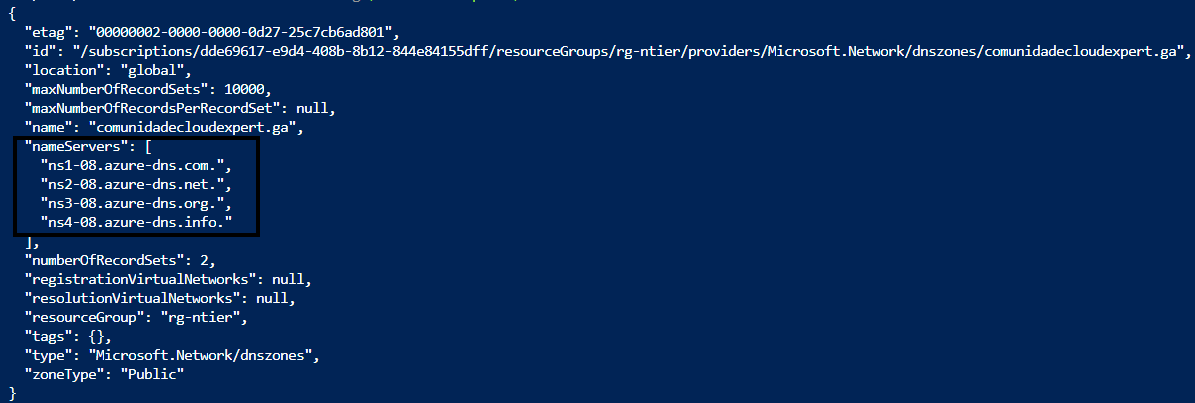 {
"etag": "00000002-0000-0000-0d27-25c7cb6ad801",
"id": "/subscriptions/dde69617-e9d4-408b-8b12-844e84155dff/resourceGroups/rg-ntier/providers/Microsoft.Network/dnszones/comunidadecloudexpert.ga",
"location": "global",
"maxNumberOfRecordSets": 10000,
"maxNumberOfRecordsPerRecordSet": null,
"name": "comunidadecloudexpert.ga",
"nameServers": [
"ns1-08.azure-dns.com.",
"ns2-08.azure-dns.net.",
"ns3-08.azure-dns.org.",
"ns4-08.azure-dns.info."
],
"numberOfRecordSets": 2,
"registrationVirtualNetworks": null,
"resolutionVirtualNetworks": null,
"resourceGroup": "rg-ntier",
"tags": {},
"type": "Microsoft.Network/dnszones",
"zoneType": "Public"
}